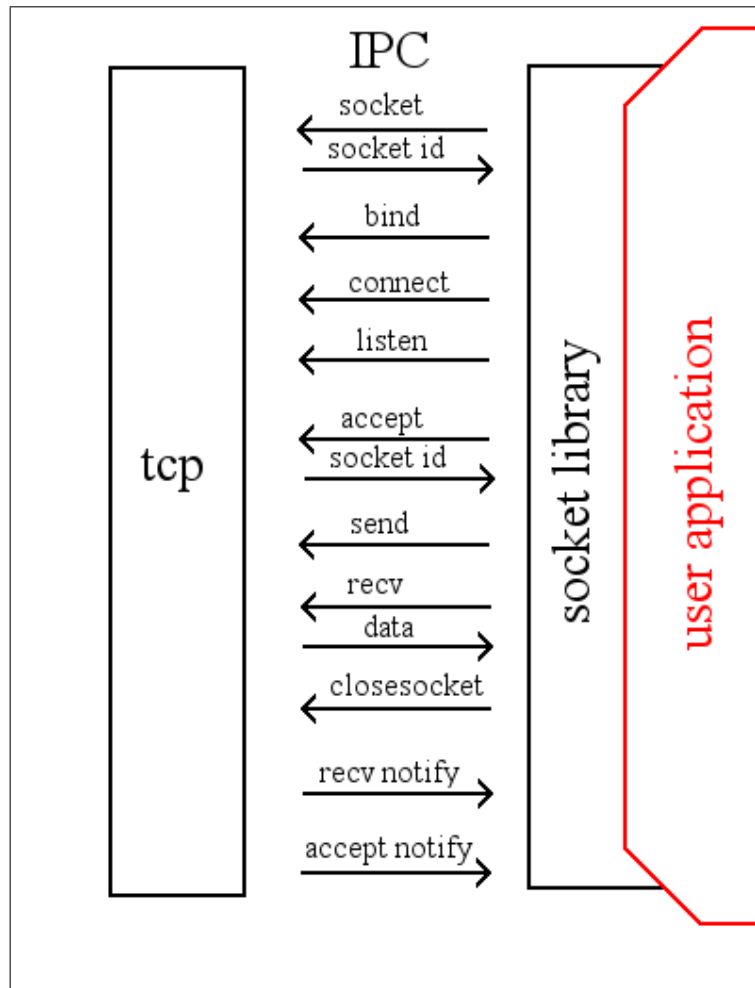 IPC
socket
socket id
bind
connect
listen
accept
socket id
send
recv
data
closesocket
recv notify
accept notify
tcp
socket library
user application